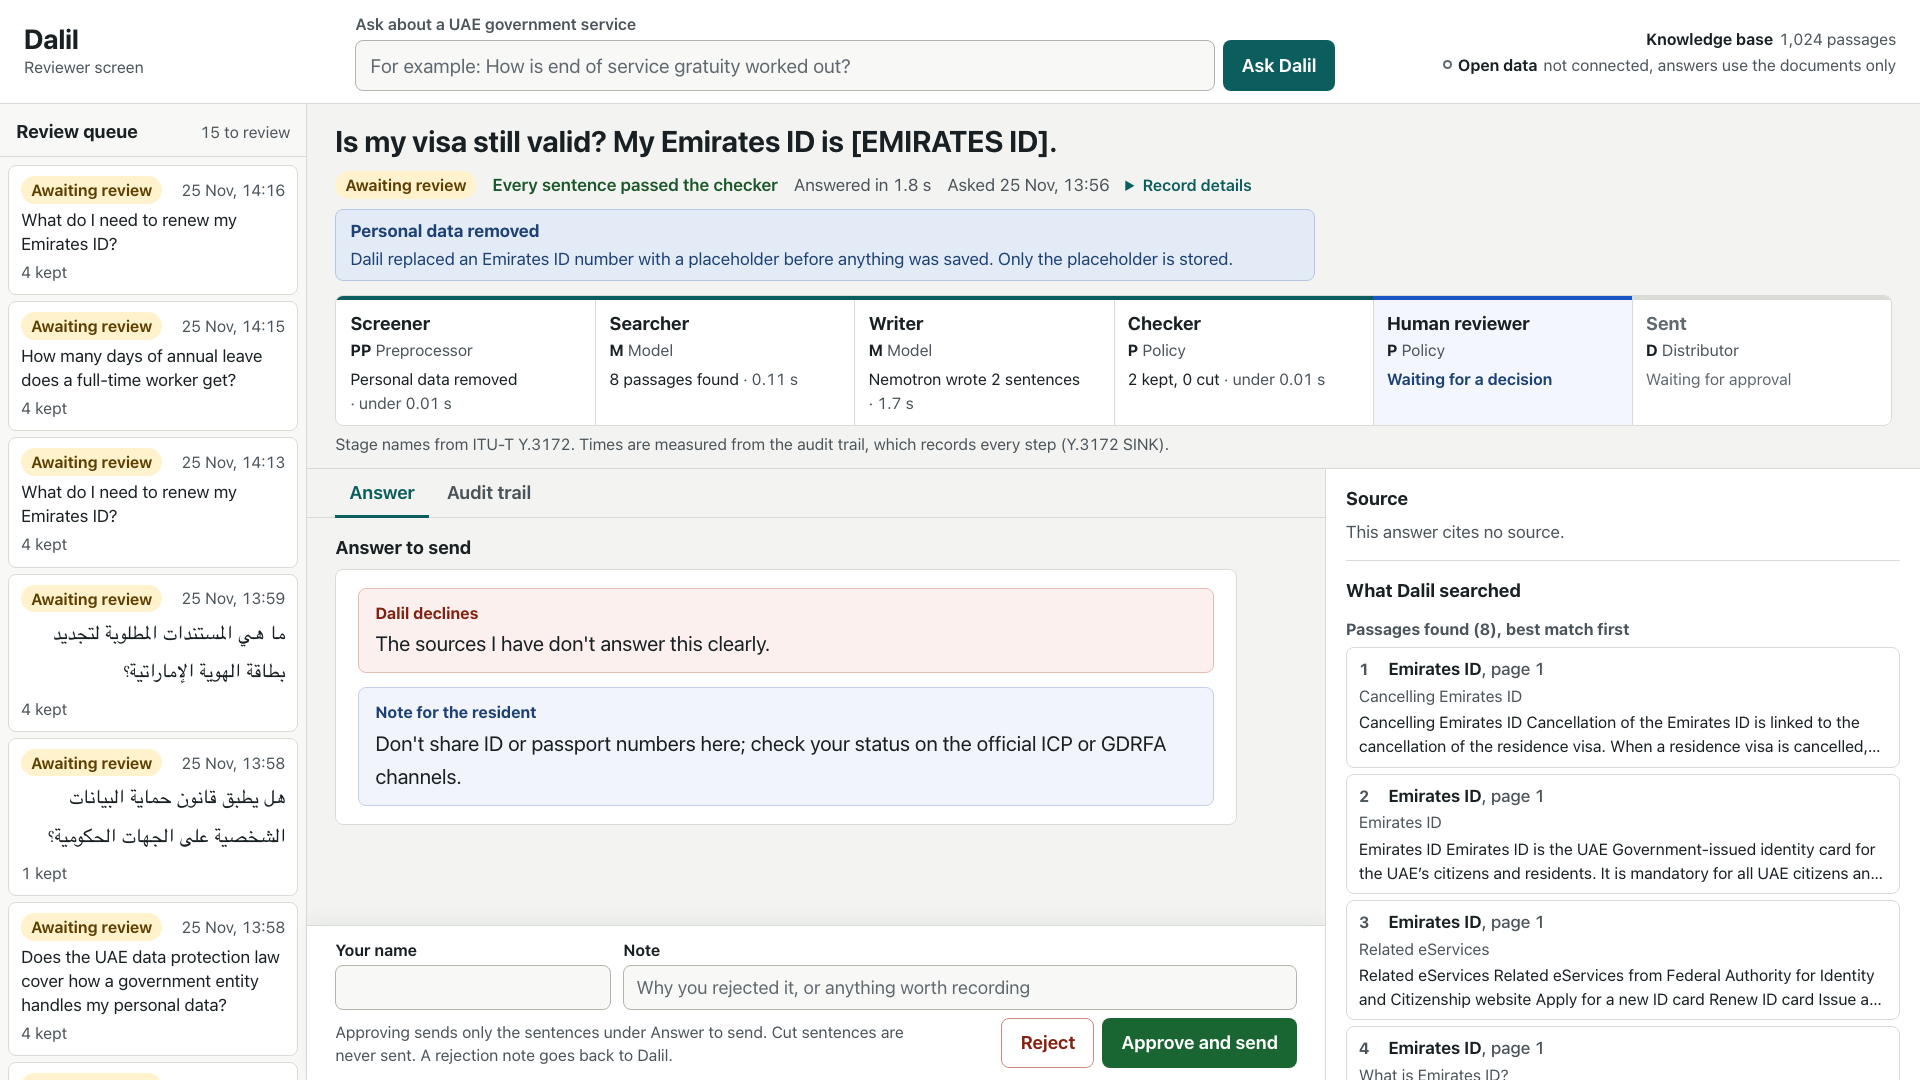 Dalil
Reviewer screen
Ask about a UAE government service
For example: How is end of service gratuity worked out?
Ask Dalil
Knowledge base 1,024 passages
Open data not connected, answers use the documents only
Review queue
15 to review
Awaiting review 25 Nov, 14:16
What do I need to renew my
Emirates ID?
4 kept
Awaiting review 25 Nov, 14:15
How many days of annual leave
does a full-time worker get?
4 kept
Awaiting review 25 Nov, 14:13
What do I need to renew my
Emirates ID?
4 kept
Awaiting review 25 Nov, 13:59
ما هي المستندات المطلوبة لتجديد
بطاقة الهوية الإماراتية؟
4 kept
Awaiting review 25 Nov, 13:58
هل يطبق قانون حماية البيانات
الشخصية على الجهات الحكومية؟
1 kept
Awaiting review 25 Nov, 13:58
Does the UAE data protection law
cover how a government entity
handles my personal data?
4 kept
Is my visa still valid? My Emirates ID is [EMIRATES ID].
Awaiting review Every sentence passed the checker Answered in 1.8 s Asked 25 Nov, 13:56 ▶ Record details
Personal data removed
Dalil replaced an Emirates ID number with a placeholder before anything was saved. Only the placeholder is stored.
Screener
PP Preprocessor
Personal data removed
· under 0.01 s
Searcher
M Model
8 passages found · 0.11 s
Writer
M Model
Nemotron wrote 2 sentences
· 1.7 s
Checker
P Policy
2 kept, 0 cut · under 0.01 s
Human reviewer
P Policy
Waiting for a decision
Sent
D Distributor
Waiting for approval
Stage names from ITU-T Y.3172. Times are measured from the audit trail, which records every step (Y.3172 SINK).
Answer
Audit trail
Answer to send
Dalil declines
The sources I have don't answer this clearly.
Note for the resident
Don't share ID or passport numbers here; check your status on the official ICP or GDRFA
channels.
Your name
Note
Why you rejected it, or anything worth recording
Approving sends only the sentences under Answer to send. Cut sentences are
never sent. A rejection note goes back to Dalil.
Reject
Approve and send
Source
This answer cites no source.
What Dalil searched
Passages found (8), best match first
1 Emirates ID, page 1
Cancelling Emirates ID
Cancelling Emirates ID Cancellation of the Emirates ID is linked to the
cancellation of the residence visa. When a residence visa is cancelled,...
2 Emirates ID, page 1
Emirates ID
Emirates ID Emirates ID is the UAE Government-issued identity card for
the UAE’s citizens and residents. It is mandatory for all UAE citizens an...
3 Emirates ID, page 1
Related eServices
Related eServices Related eServices from Federal Authority for Identity
and Citizenship website Apply for a new ID card Renew ID card Issue a...
4 Emirates ID, page 1
What is Emirates ID?